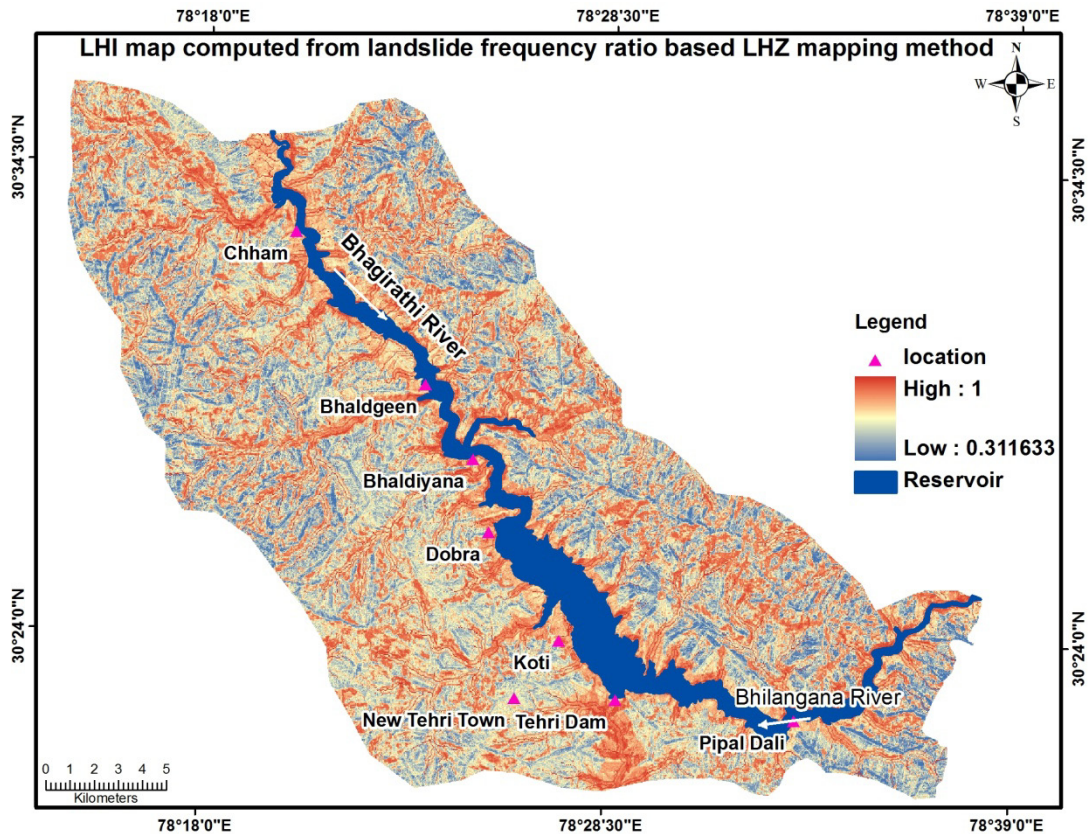 78°18'0"E
78°28'30"E
78°39'0"E
LHI map computed from landslide frequency ratio based LHZ mapping method
N
W
E
S
30°34'30"N
30°34'30"N
Chham
Bhagirathi River
Legend
location
High : 1
Low : 0.311633
Reservoir
Bhaldgeen
Bhaldiyana
Dobra
30°24'0"N
30°24'0"N
Koti
New Tehri Town
Tehri Dam
Bhilangana River
Pipal Dali
0 1 2 3 4 5
Kilometers
78°18'0"E
78°28'30"E
78°39'0"E